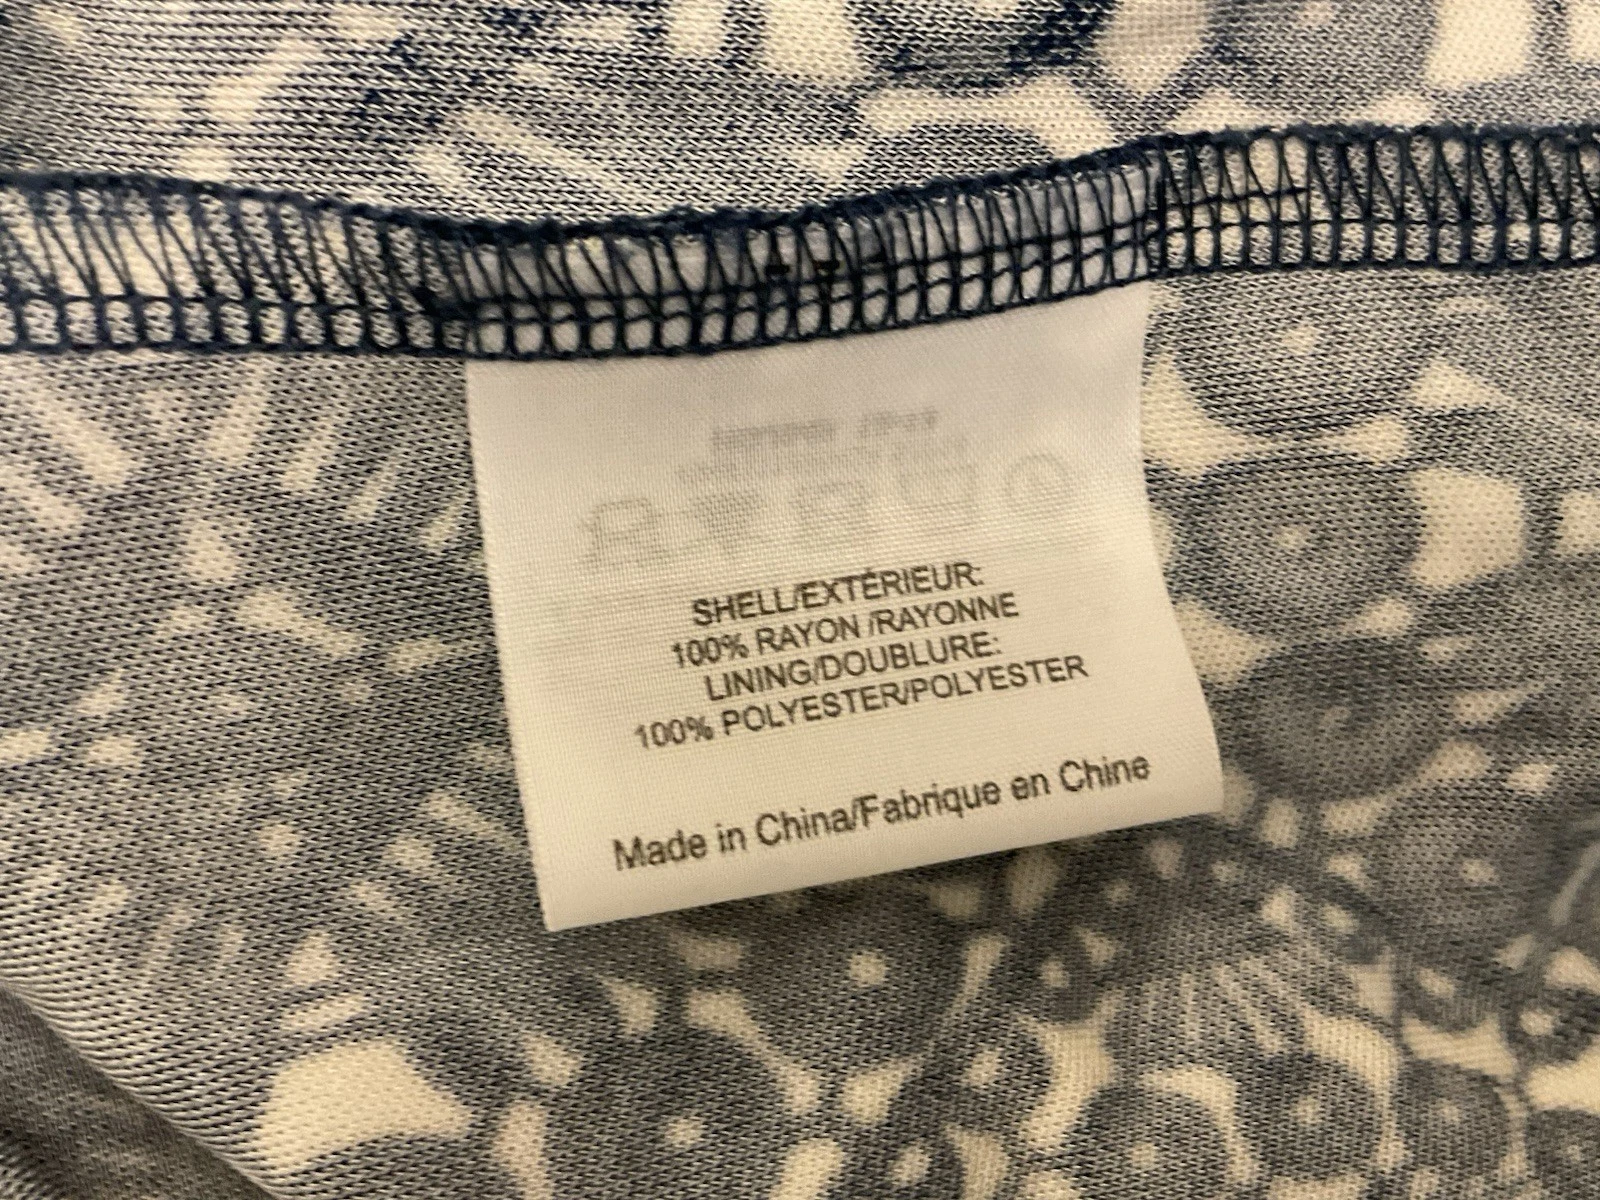 SHELL/EXTÉRIEUR:
100% RAYON /RAYONNE
LINING/DOUBLURE:
100% POLYESTER/POLYESTER
Made in China/Fabrique en Chine